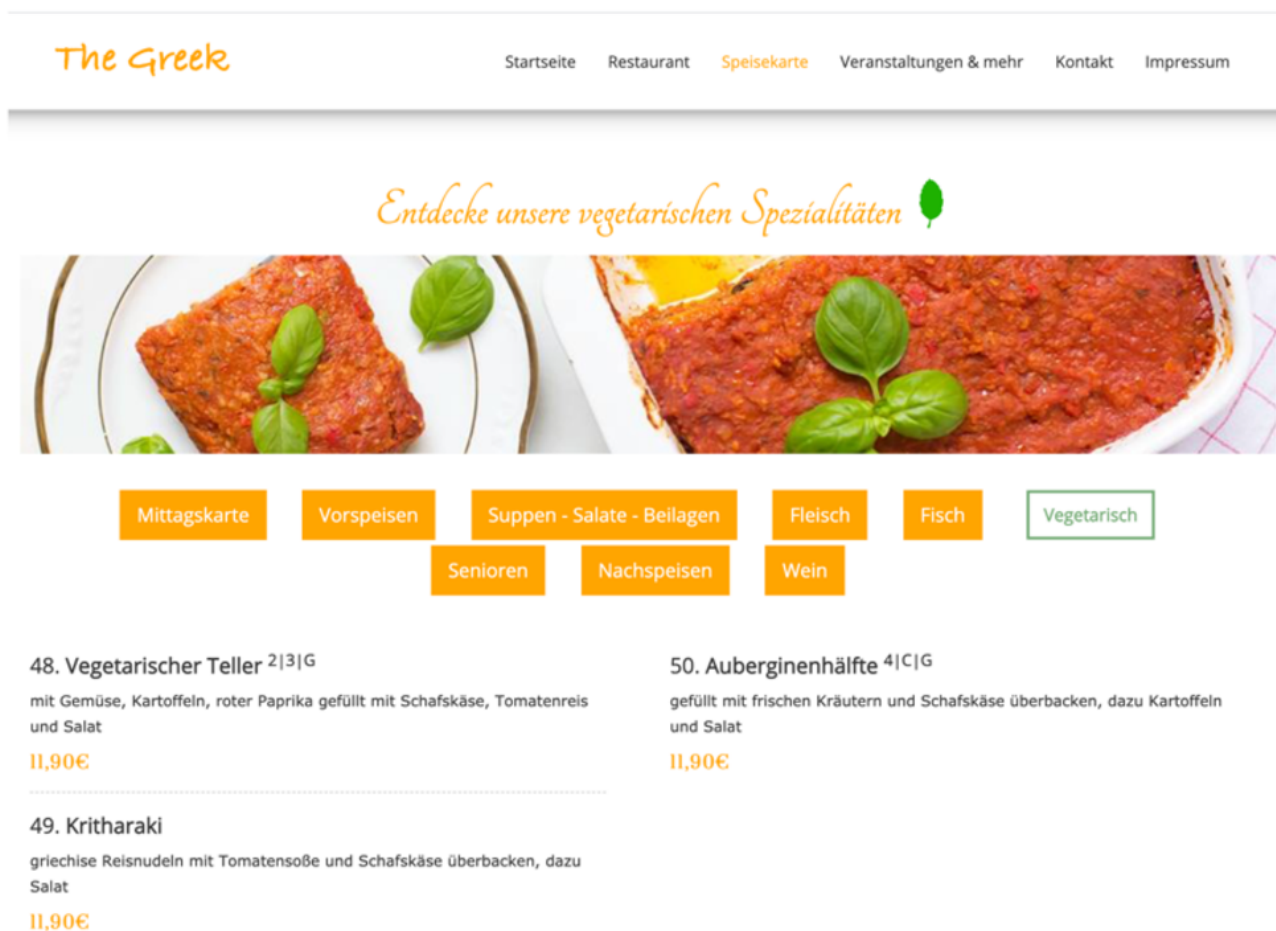 The Greek
Startseite Restaurant Speisekarte Veranstaltungen & mehr Kontakt Impressum
Entdecke unsere vegetarischen Spezialitäten
Mittagskarte Vorspeisen Suppen - Salate - Beilagen Fleisch Fisch Vegetarisch
Senioren Nachspeisen Wein
48. Vegetarischer Teller 2|3|G
mit Gemüse, Kartoffeln, roter Paprika gefüllt mit Schafskäse, Tomatenreis
und Salat
11,90€
49. Kritharaki
griechise Reisnudeln mit Tomatensoße und Schafskäse überbacken, dazu
Salat
11,90€
50. Auberginenhälfte 4|C|G
gefüllt mit frischen Kräutern und Schafskäse überbacken, dazu Kartoffeln
und Salat
11,90€